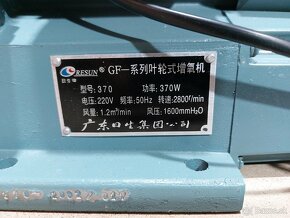 RESUN GF—系列叶轮式增氧机
日生®
型号:370 功率:370W
电压:220V 频率:50Hz 转速:2800r/min
风量:1.2m³/min 风压:1600mmH₂O
广东日生集团公司